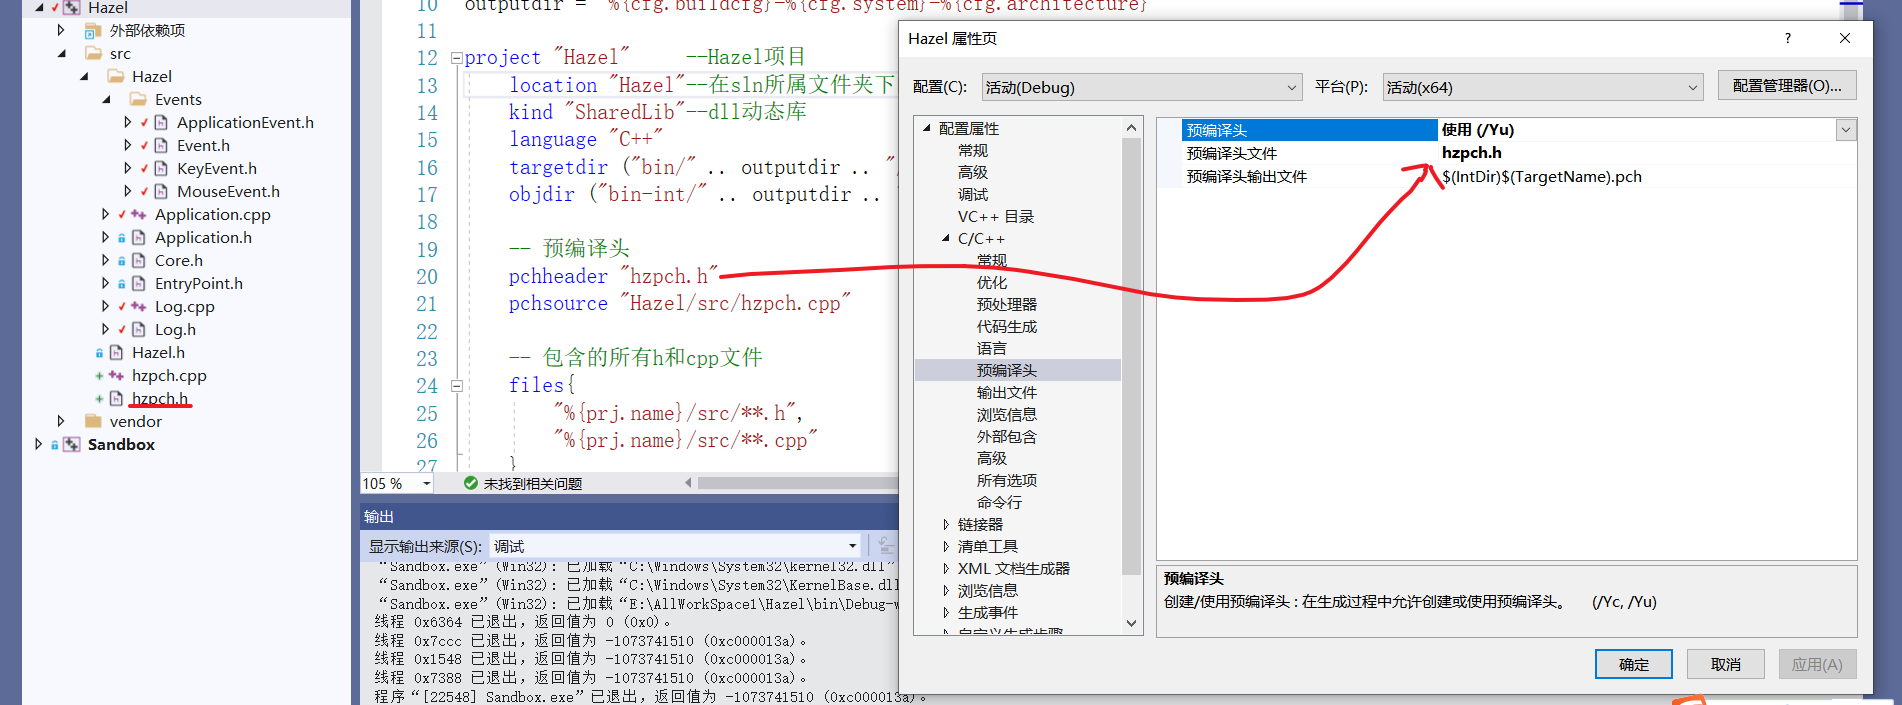 Hazel
外部依赖项
src
Hazel
Events
ApplicationEvent.h
Event.h
KeyEvent.h
MouseEvent.h
Application.cpp
Application.h
Core.h
EntryPoint.h
Log.cpp
Log.h
Hazel.h
hzpch.cpp
hzpch.h
vendor
Sandbox
10 outputdir = "%{cfg.buildcfg}-%{cfg.system}-%{cfg.architecture}
11
12 project "Hazel" --Hazel项目
13 location "Hazel"--在sln所属文件夹下
14 kind "SharedLib"--dll动态库
15 language "C++"
16 targetdir ("bin/" .. outputdir .. "/
17 objdir ("bin-int/" .. outputdir ..
18
19 -- 预编译头
20 pchheader "hzpch.h"
21 pchsource "Hazel/src/hzpch.cpp"
22
23 -- 包含的所有h和cpp文件
24 files{
25 "%{prj.name}/src/**.h",
26 "%{prj.name}/src/**.cpp"
27 }
105 %
未找到相关问题
输出
显示输出来源(S): 调试
“Sandbox.exe” (Win32): 已加载“C:\Windows\System32\kernel32.dll”
“Sandbox.exe” (Win32): 已加载“C:\Windows\System32\KernelBase.dll
“Sandbox.exe” (Win32): 已加载“E:\AllWorkSpace1\Hazel\bin\Debug-w
线程 0x6364 已退出，返回值为 0 (0x0)。
线程 0x7ccc 已退出，返回值为 -1073741510 (0xc000013a)。
线程 0x1548 已退出，返回值为 -1073741510 (0xc000013a)。
线程 0x7388 已退出，返回值为 -1073741510 (0xc000013a)。
程序“[22548] Sandbox.exe”已退出，返回值为 -1073741510 (0xc000013a)。
Hazel 属性页
?
配置(C): 活动(Debug) 平台(P): 活动(x64) 配置管理器(O)...
配置属性
常规
高级
调试
VC++ 目录
C/C++
常规
优化
预处理器
代码生成
语言
预编译头
输出文件
浏览信息
外部包含
高级
所有选项
命令行
链接器
清单工具
XML 文档生成器
浏览信息
生成事件
自定义生成步骤
预编译头 使用 (/Yu)
预编译头文件 hzpch.h
预编译头输出文件 $(IntDir)$(TargetName).pch
预编译头
创建/使用预编译头 : 在生成过程中允许创建或使用预编译头。 (/Yc, /Yu)
确定 取消 应用(A)